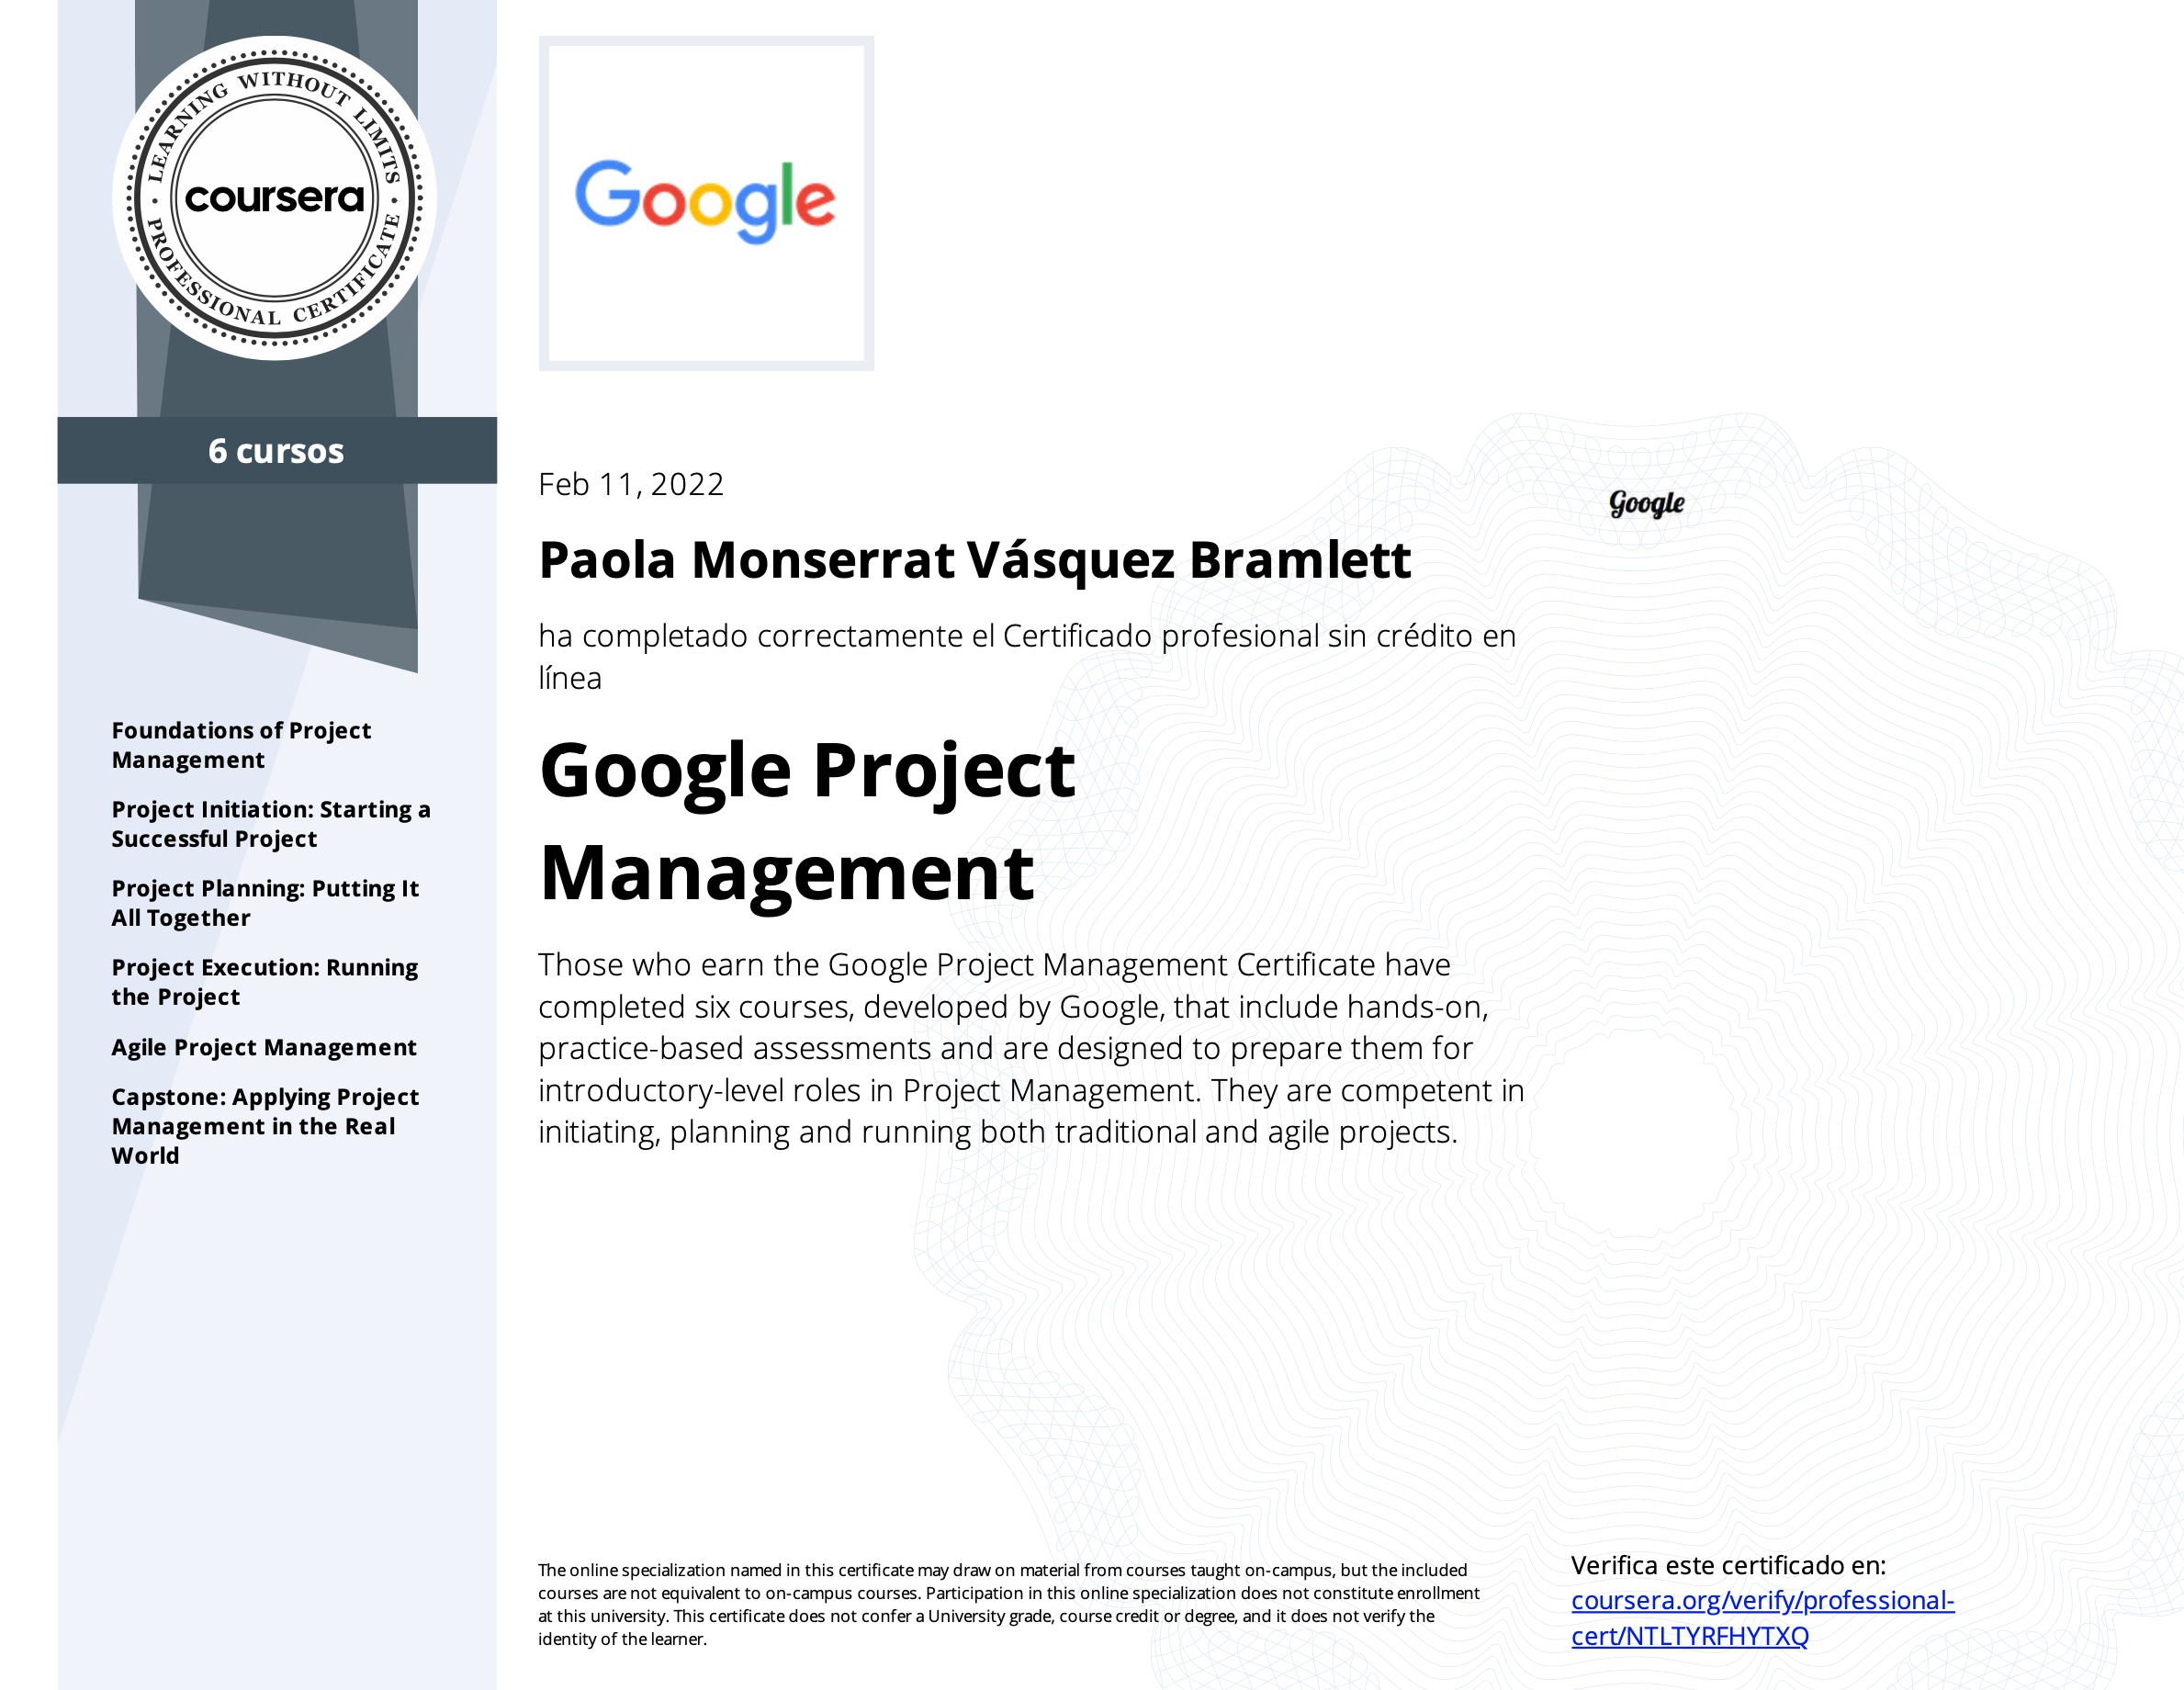 LEARNING WITHOUT LIMITS
coursera
PROFESSIONAL CERTIFICATE
6 cursos
Foundations of Project
Management
Project Initiation: Starting a
Successful Project
Project Planning: Putting It
All Together
Project Execution: Running
the Project
Agile Project Management
Capstone: Applying Project
Management in the Real
World
Google
Feb 11, 2022
Google
Paola Monserrat Vásquez Bramlett
ha completado correctamente el Certificado profesional sin crédito en
línea
Google Project
Management
Those who earn the Google Project Management Certificate have
completed six courses, developed by Google, that include hands-on,
practice-based assessments and are designed to prepare them for
introductory-level roles in Project Management. They are competent in
initiating, planning and running both traditional and agile projects.
The online specialization named in this certificate may draw on material from courses taught on-campus, but the included
courses are not equivalent to on-campus courses. Participation in this online specialization does not constitute enrollment
at this university. This certificate does not confer a University grade, course credit or degree, and it does not verify the
identity of the learner.
Verifica este certificado en:
coursera.org/verify/professional-
cert/NTLTYRFHYTXQ